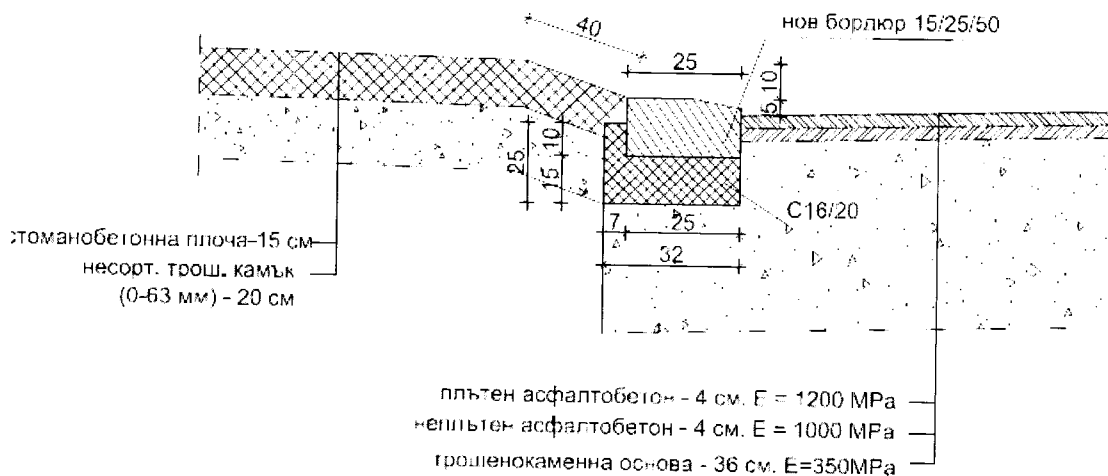 40
нов бордюр 15/25/50
25
10
5
10
25
15
С16/20
7
25
32
стоманобетонна плоча-15 см
несорт. трош. камък
(0-63 мм) - 20 см
плътен асфалтобетон - 4 см. E = 1200 MPa
неплътен асфалтобетон - 4 см. E = 1000 MPa
трошенокаменна основа - 36 см. E=350MPa